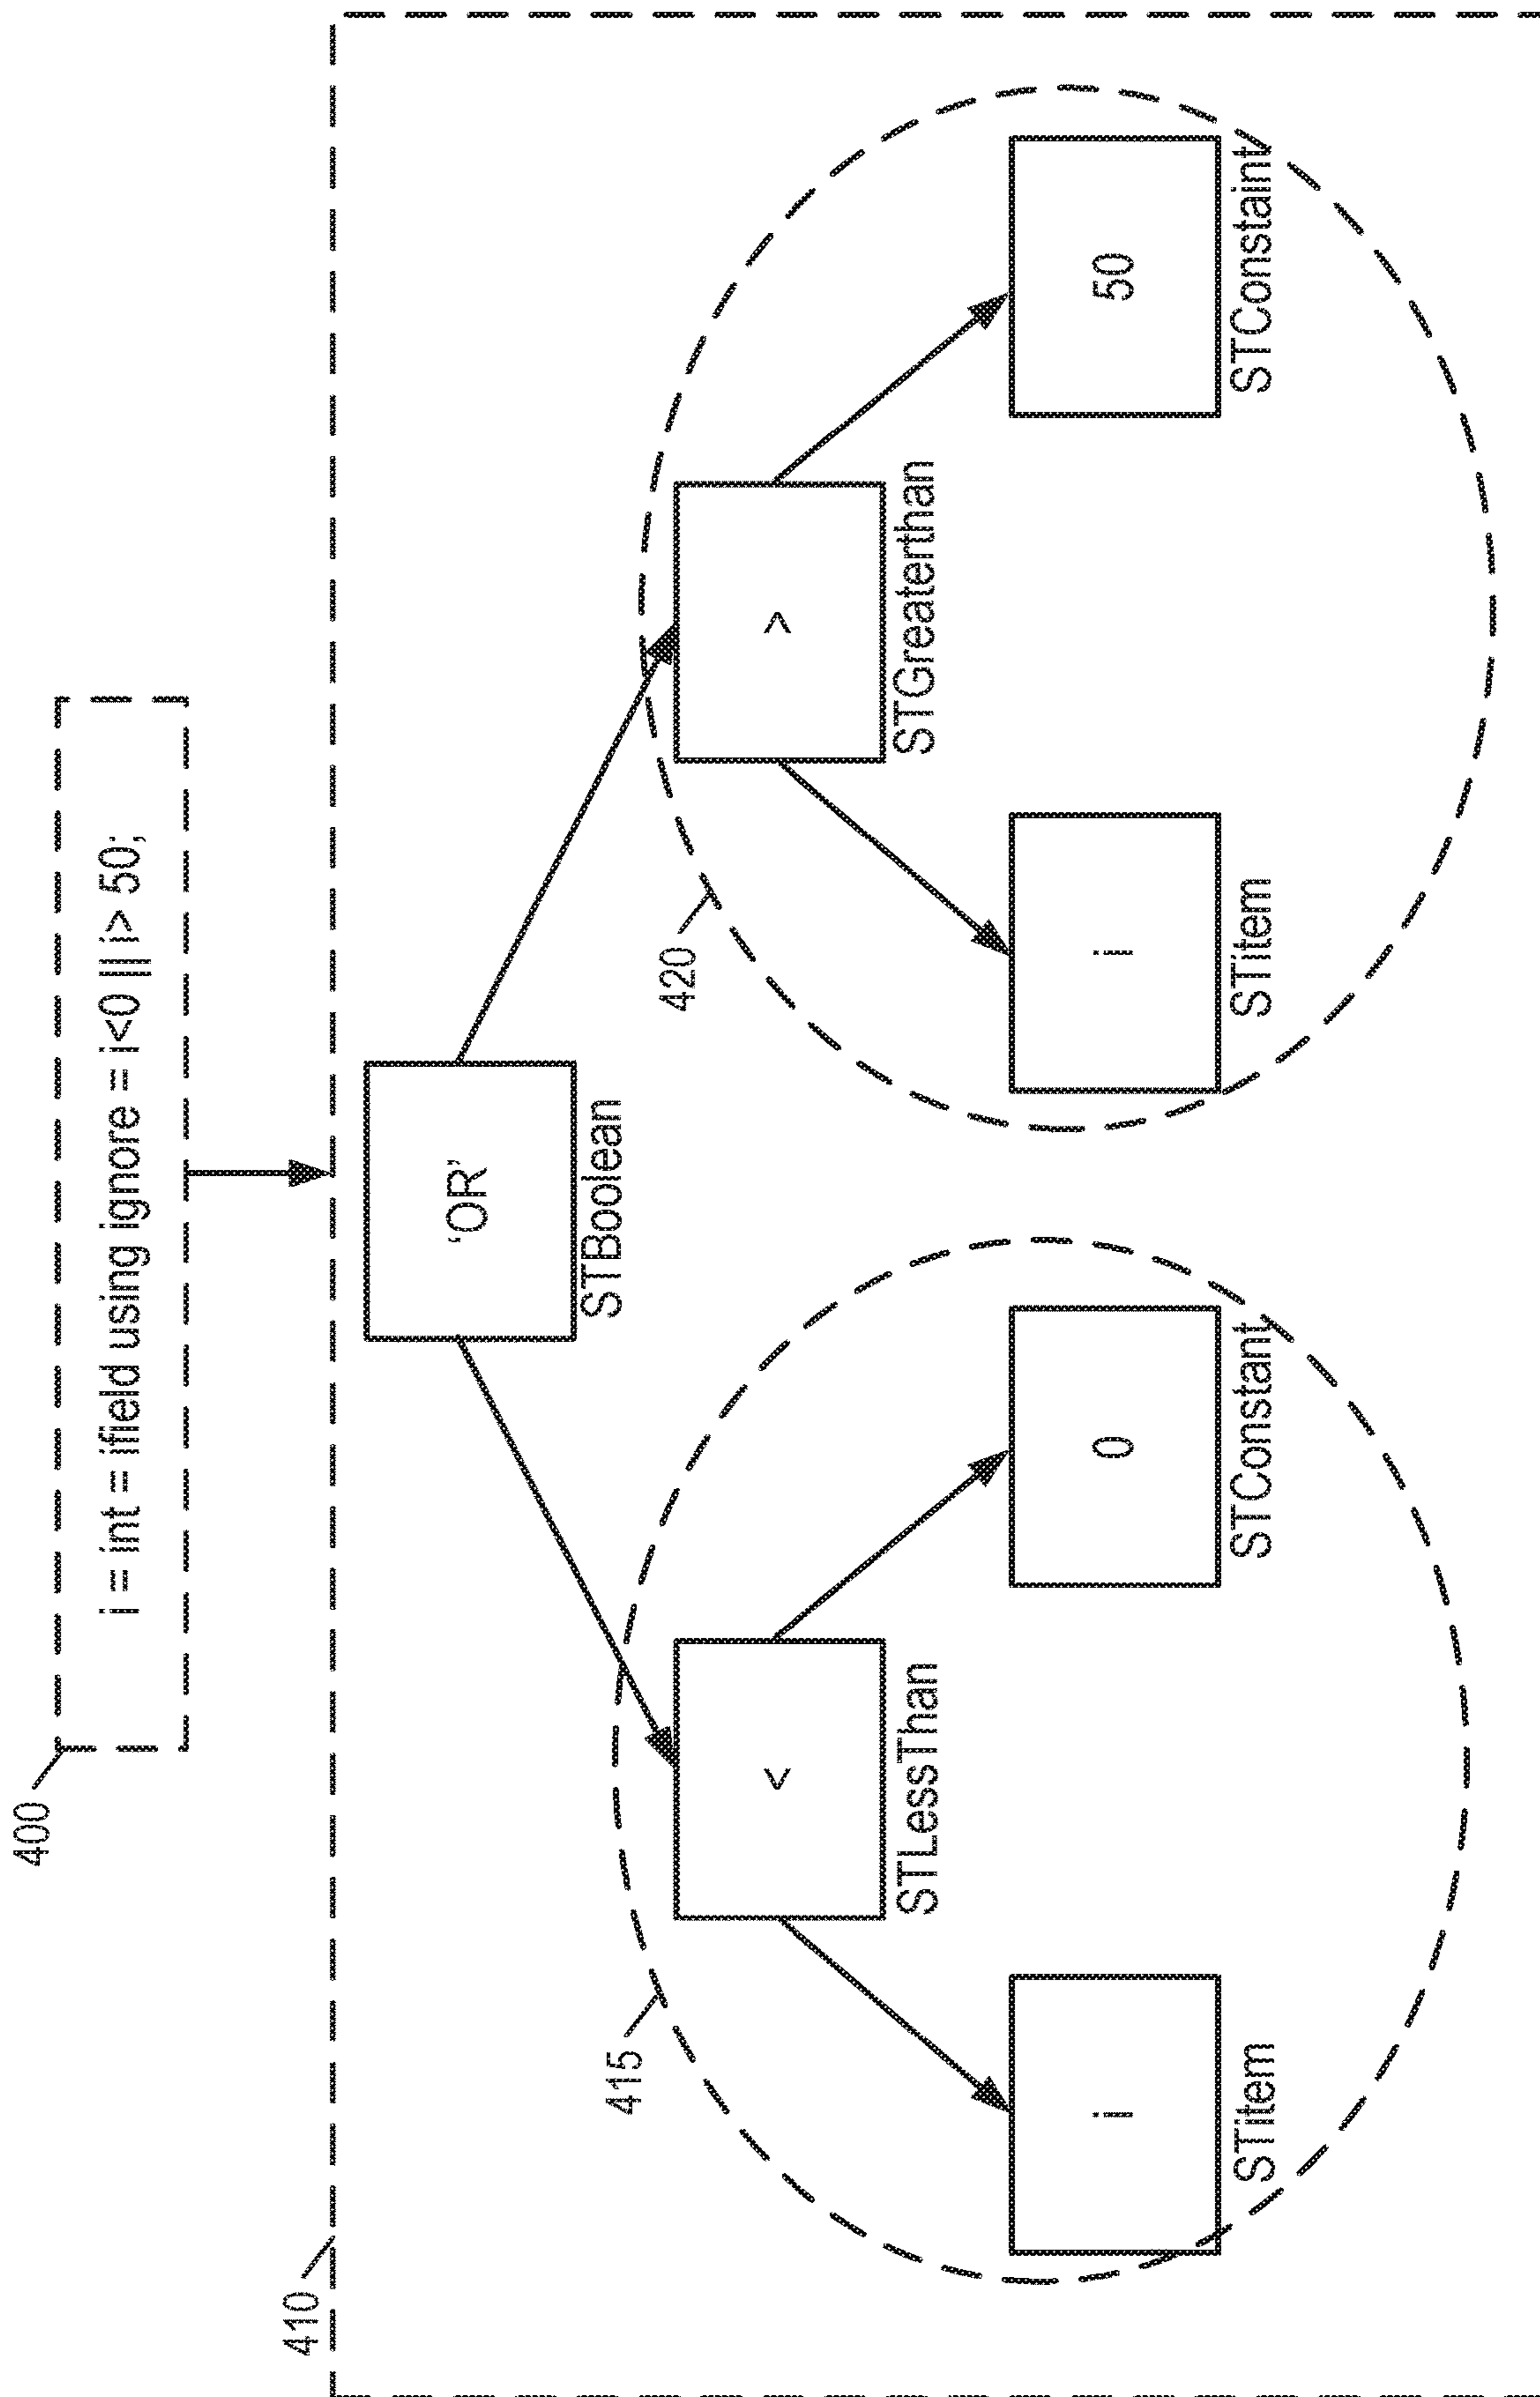 400
i = int = ifield using ignore = i<0 || i> 50;
410
'OR'
STBoolean
415
<
STLessThan
420
>
STGreaterthan
i
STitem
0
STConstant
i
STitem
50
STConstaint